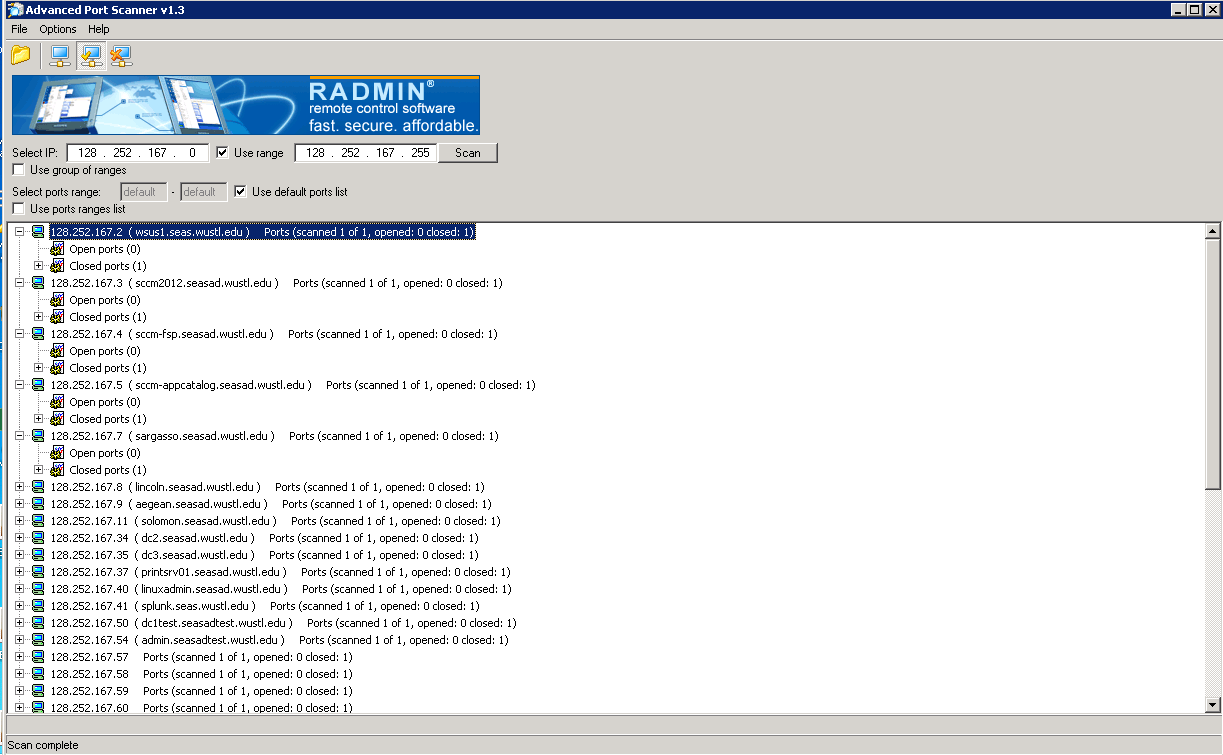 Advanced Port Scanner v1.3
File Options Help
RADMIN®
remote control software
fast. secure. affordable.
Select IP: 128 . 252 . 167 . 0 Use range 128 . 252 . 167 . 255 Scan
Use group of ranges
Select ports range: default - default Use default ports list
Use ports ranges list
128.252.167.2 ( wsus1.seas.wustl.edu ) Ports (scanned 1 of 1, opened: 0 closed: 1)
Open ports (0)
Closed ports (1)
128.252.167.3 ( sccm2012.seasad.wustl.edu ) Ports (scanned 1 of 1, opened: 0 closed: 1)
Open ports (0)
Closed ports (1)
128.252.167.4 ( sccm-fsp.seasad.wustl.edu ) Ports (scanned 1 of 1, opened: 0 closed: 1)
Open ports (0)
Closed ports (1)
128.252.167.5 ( sccm-appcatalog.seasad.wustl.edu ) Ports (scanned 1 of 1, opened: 0 closed: 1)
Open ports (0)
Closed ports (1)
128.252.167.7 ( sargasso.seasad.wustl.edu ) Ports (scanned 1 of 1, opened: 0 closed: 1)
Open ports (0)
Closed ports (1)
128.252.167.8 ( lincoln.seasad.wustl.edu ) Ports (scanned 1 of 1, opened: 0 closed: 1)
128.252.167.9 ( aegean.seasad.wustl.edu ) Ports (scanned 1 of 1, opened: 0 closed: 1)
128.252.167.11 ( solomon.seasad.wustl.edu ) Ports (scanned 1 of 1, opened: 0 closed: 1)
128.252.167.34 ( dc2.seasad.wustl.edu ) Ports (scanned 1 of 1, opened: 0 closed: 1)
128.252.167.35 ( dc3.seasad.wustl.edu ) Ports (scanned 1 of 1, opened: 0 closed: 1)
128.252.167.37 ( printsrv01.seasad.wustl.edu ) Ports (scanned 1 of 1, opened: 0 closed: 1)
128.252.167.40 ( linuxadmin.seasad.wustl.edu ) Ports (scanned 1 of 1, opened: 0 closed: 1)
128.252.167.41 ( splunk.seas.wustl.edu ) Ports (scanned 1 of 1, opened: 0 closed: 1)
128.252.167.50 ( dc1test.seasadtest.wustl.edu ) Ports (scanned 1 of 1, opened: 0 closed: 1)
128.252.167.54 ( admin.seasadtest.wustl.edu ) Ports (scanned 1 of 1, opened: 0 closed: 1)
128.252.167.57 Ports (scanned 1 of 1, opened: 0 closed: 1)
128.252.167.58 Ports (scanned 1 of 1, opened: 0 closed: 1)
128.252.167.59 Ports (scanned 1 of 1, opened: 0 closed: 1)
128.252.167.60 Ports (scanned 1 of 1, opened: 0 closed: 1)
Scan complete